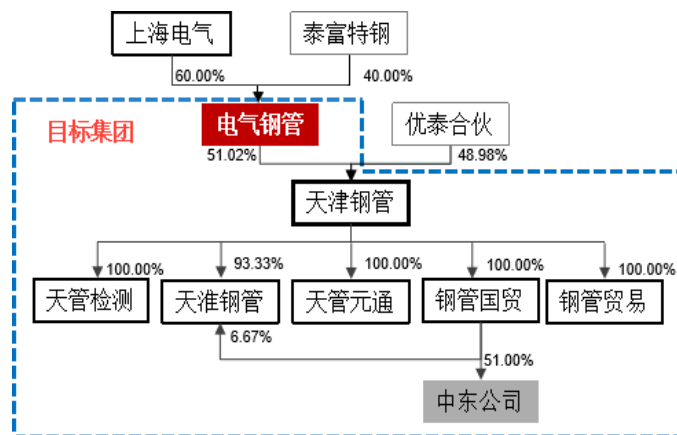 上海电气
泰富特钢
60.00%
40.00%
目标集团
电气钢管
优泰合伙
51.02%
48.98%
天津钢管
100.00%
93.33%
100.00%
100.00%
100.00%
天管检测
天淮钢管
天管元通
钢管国贸
钢管贸易
6.67%
51.00%
中东公司